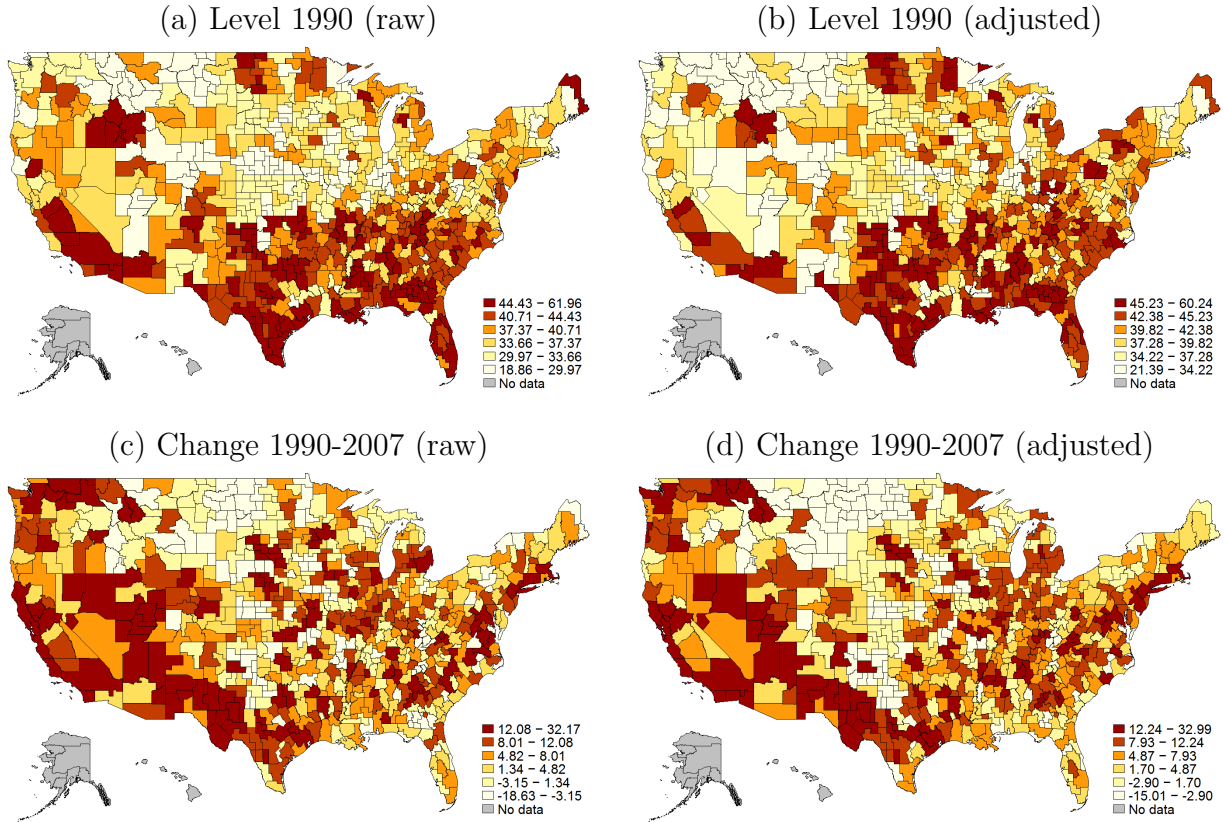 (a) Level 1990 (raw)
44.43 − 61.96
40.71 − 44.43
37.37 − 40.71
33.66 − 37.37
29.97 − 33.66
18.86 − 29.97
No data
(b) Level 1990 (adjusted)
45.23 − 60.24
42.38 − 45.23
39.82 − 42.38
37.28 − 39.82
34.22 − 37.28
21.39 − 34.22
No data
(c) Change 1990-2007 (raw)
12.08 − 32.17
8.01 − 12.08
4.82 − 8.01
1.34 − 4.82
-3.15 − 1.34
-18.63 − -3.15
No data
(d) Change 1990-2007 (adjusted)
12.24 − 32.99
7.93 − 12.24
4.87 − 7.93
1.70 − 4.87
-2.90 − 1.70
-15.01 − -2.90
No data